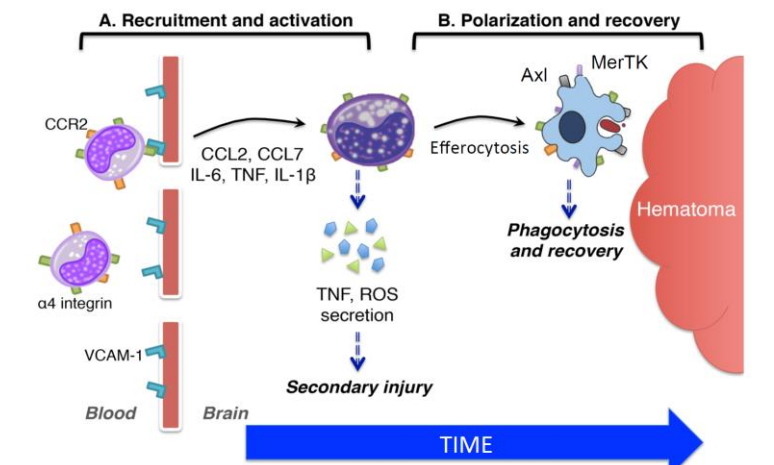 A. Recruitment and activation
B. Polarization and recovery
CCR2
CCL2, CCL7
IL-6, TNF, IL-1β
Efferocytosis
Axl
MerTK
Hematoma
Phagocytosis
and recovery
α4 integrin
TNF, ROS
secretion
VCAM-1
Secondary injury
Blood
Brain
TIME